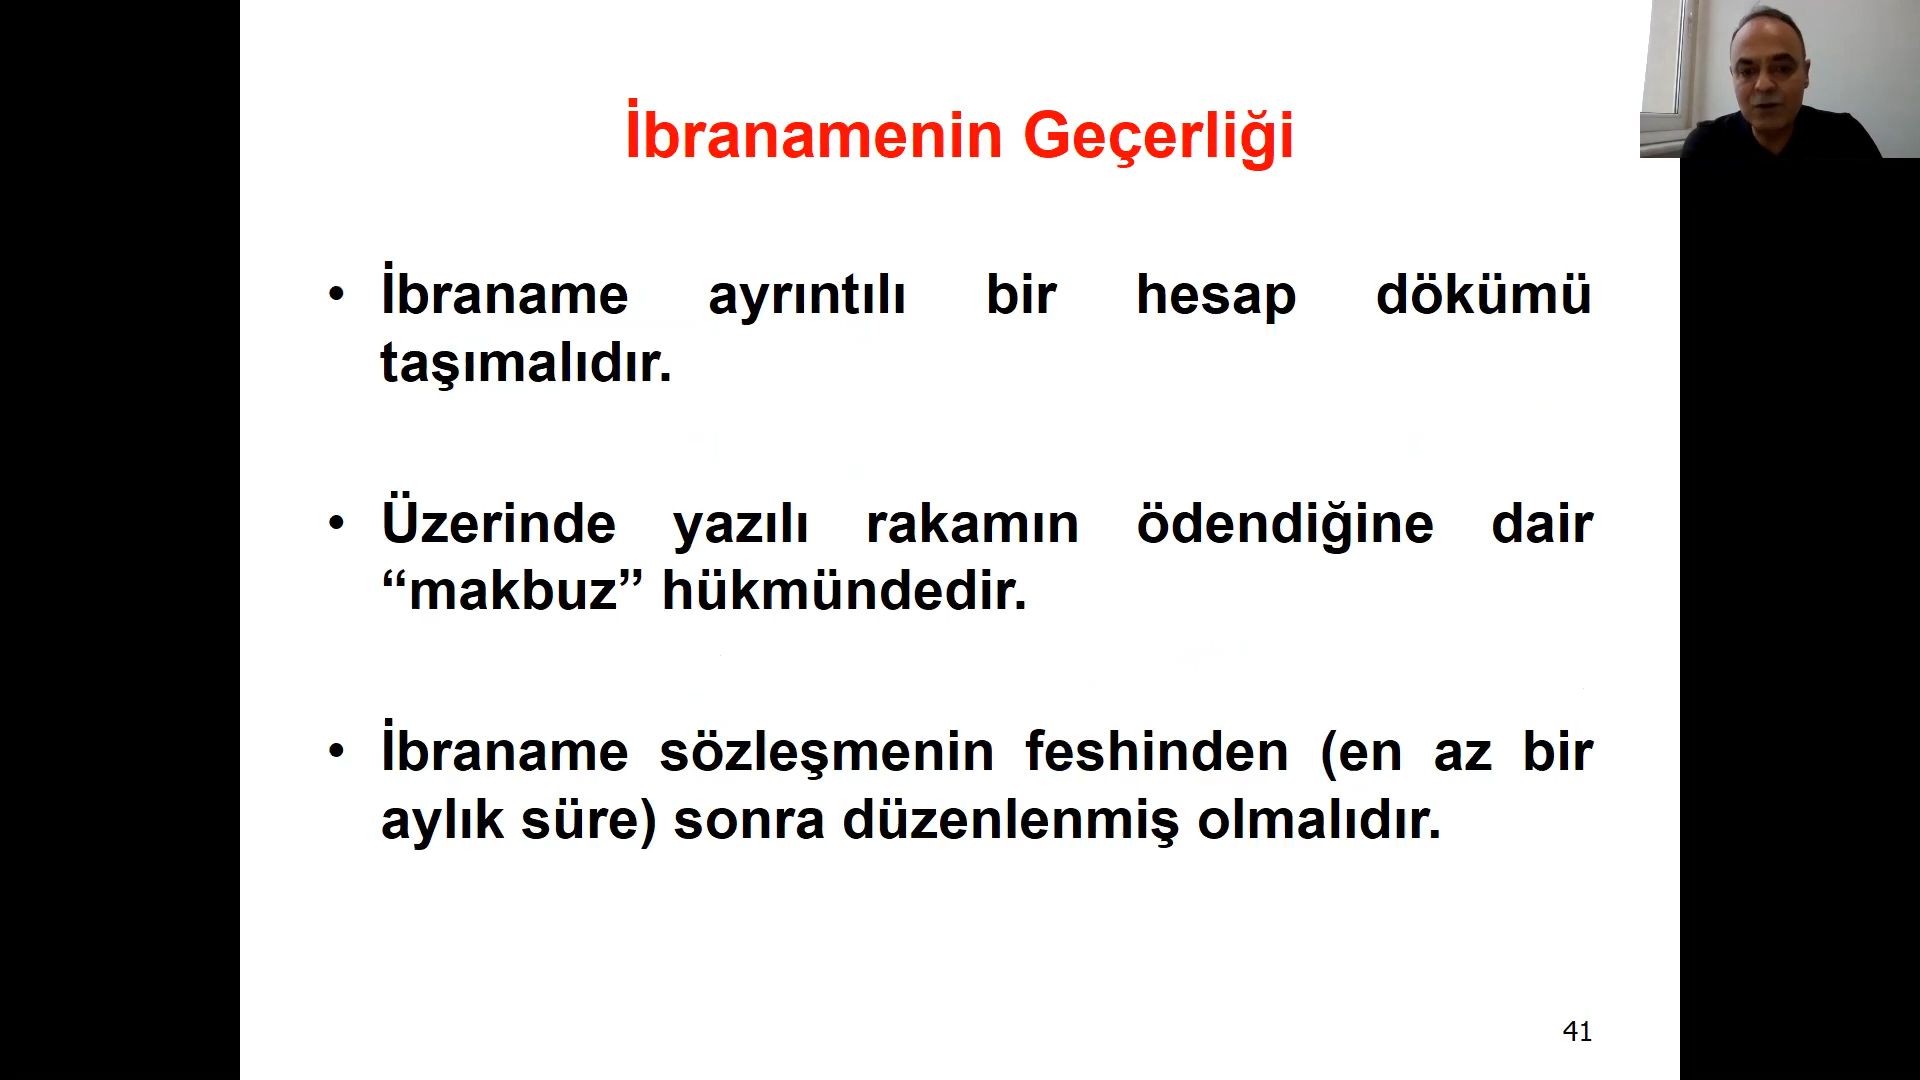 İbranamenin Geçerliği
• İbraname ayrıntılı bir hesap dökümü
taşımalıdır.
• Üzerinde yazılı rakamın ödendiğine dair
“makbuz” hükmündedir.
• İbraname sözleşmenin feshinden (en az bir
aylık süre) sonra düzenlenmiş olmalıdır.
41